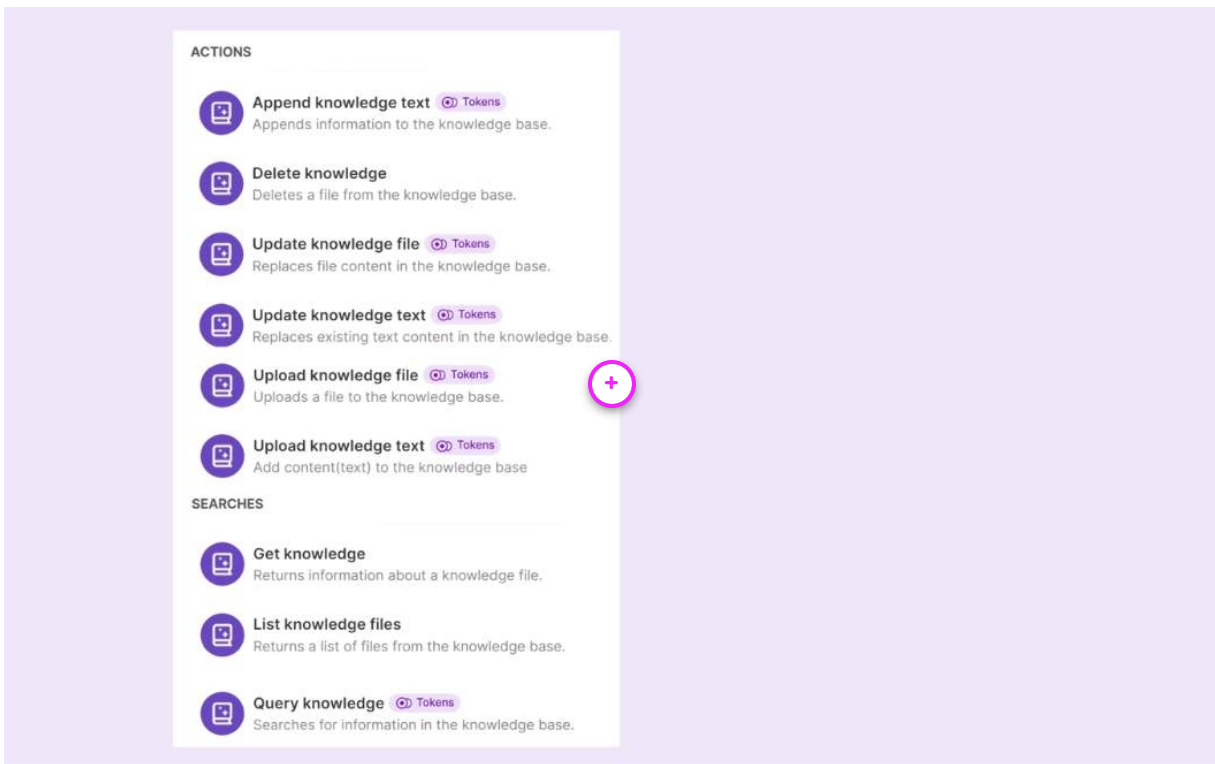 ACTIONS
Append knowledge text Tokens
Appends information to the knowledge base.
Delete knowledge
Deletes a file from the knowledge base.
Update knowledge file Tokens
Replaces file content in the knowledge base.
Update knowledge text Tokens
Replaces existing text content in the knowledge base.
Upload knowledge file Tokens
Uploads a file to the knowledge base.
+
Upload knowledge text Tokens
Add content(text) to the knowledge base
SEARCHES
Get knowledge
Returns information about a knowledge file.
List knowledge files
Returns a list of files from the knowledge base.
Query knowledge Tokens
Searches for information in the knowledge base.